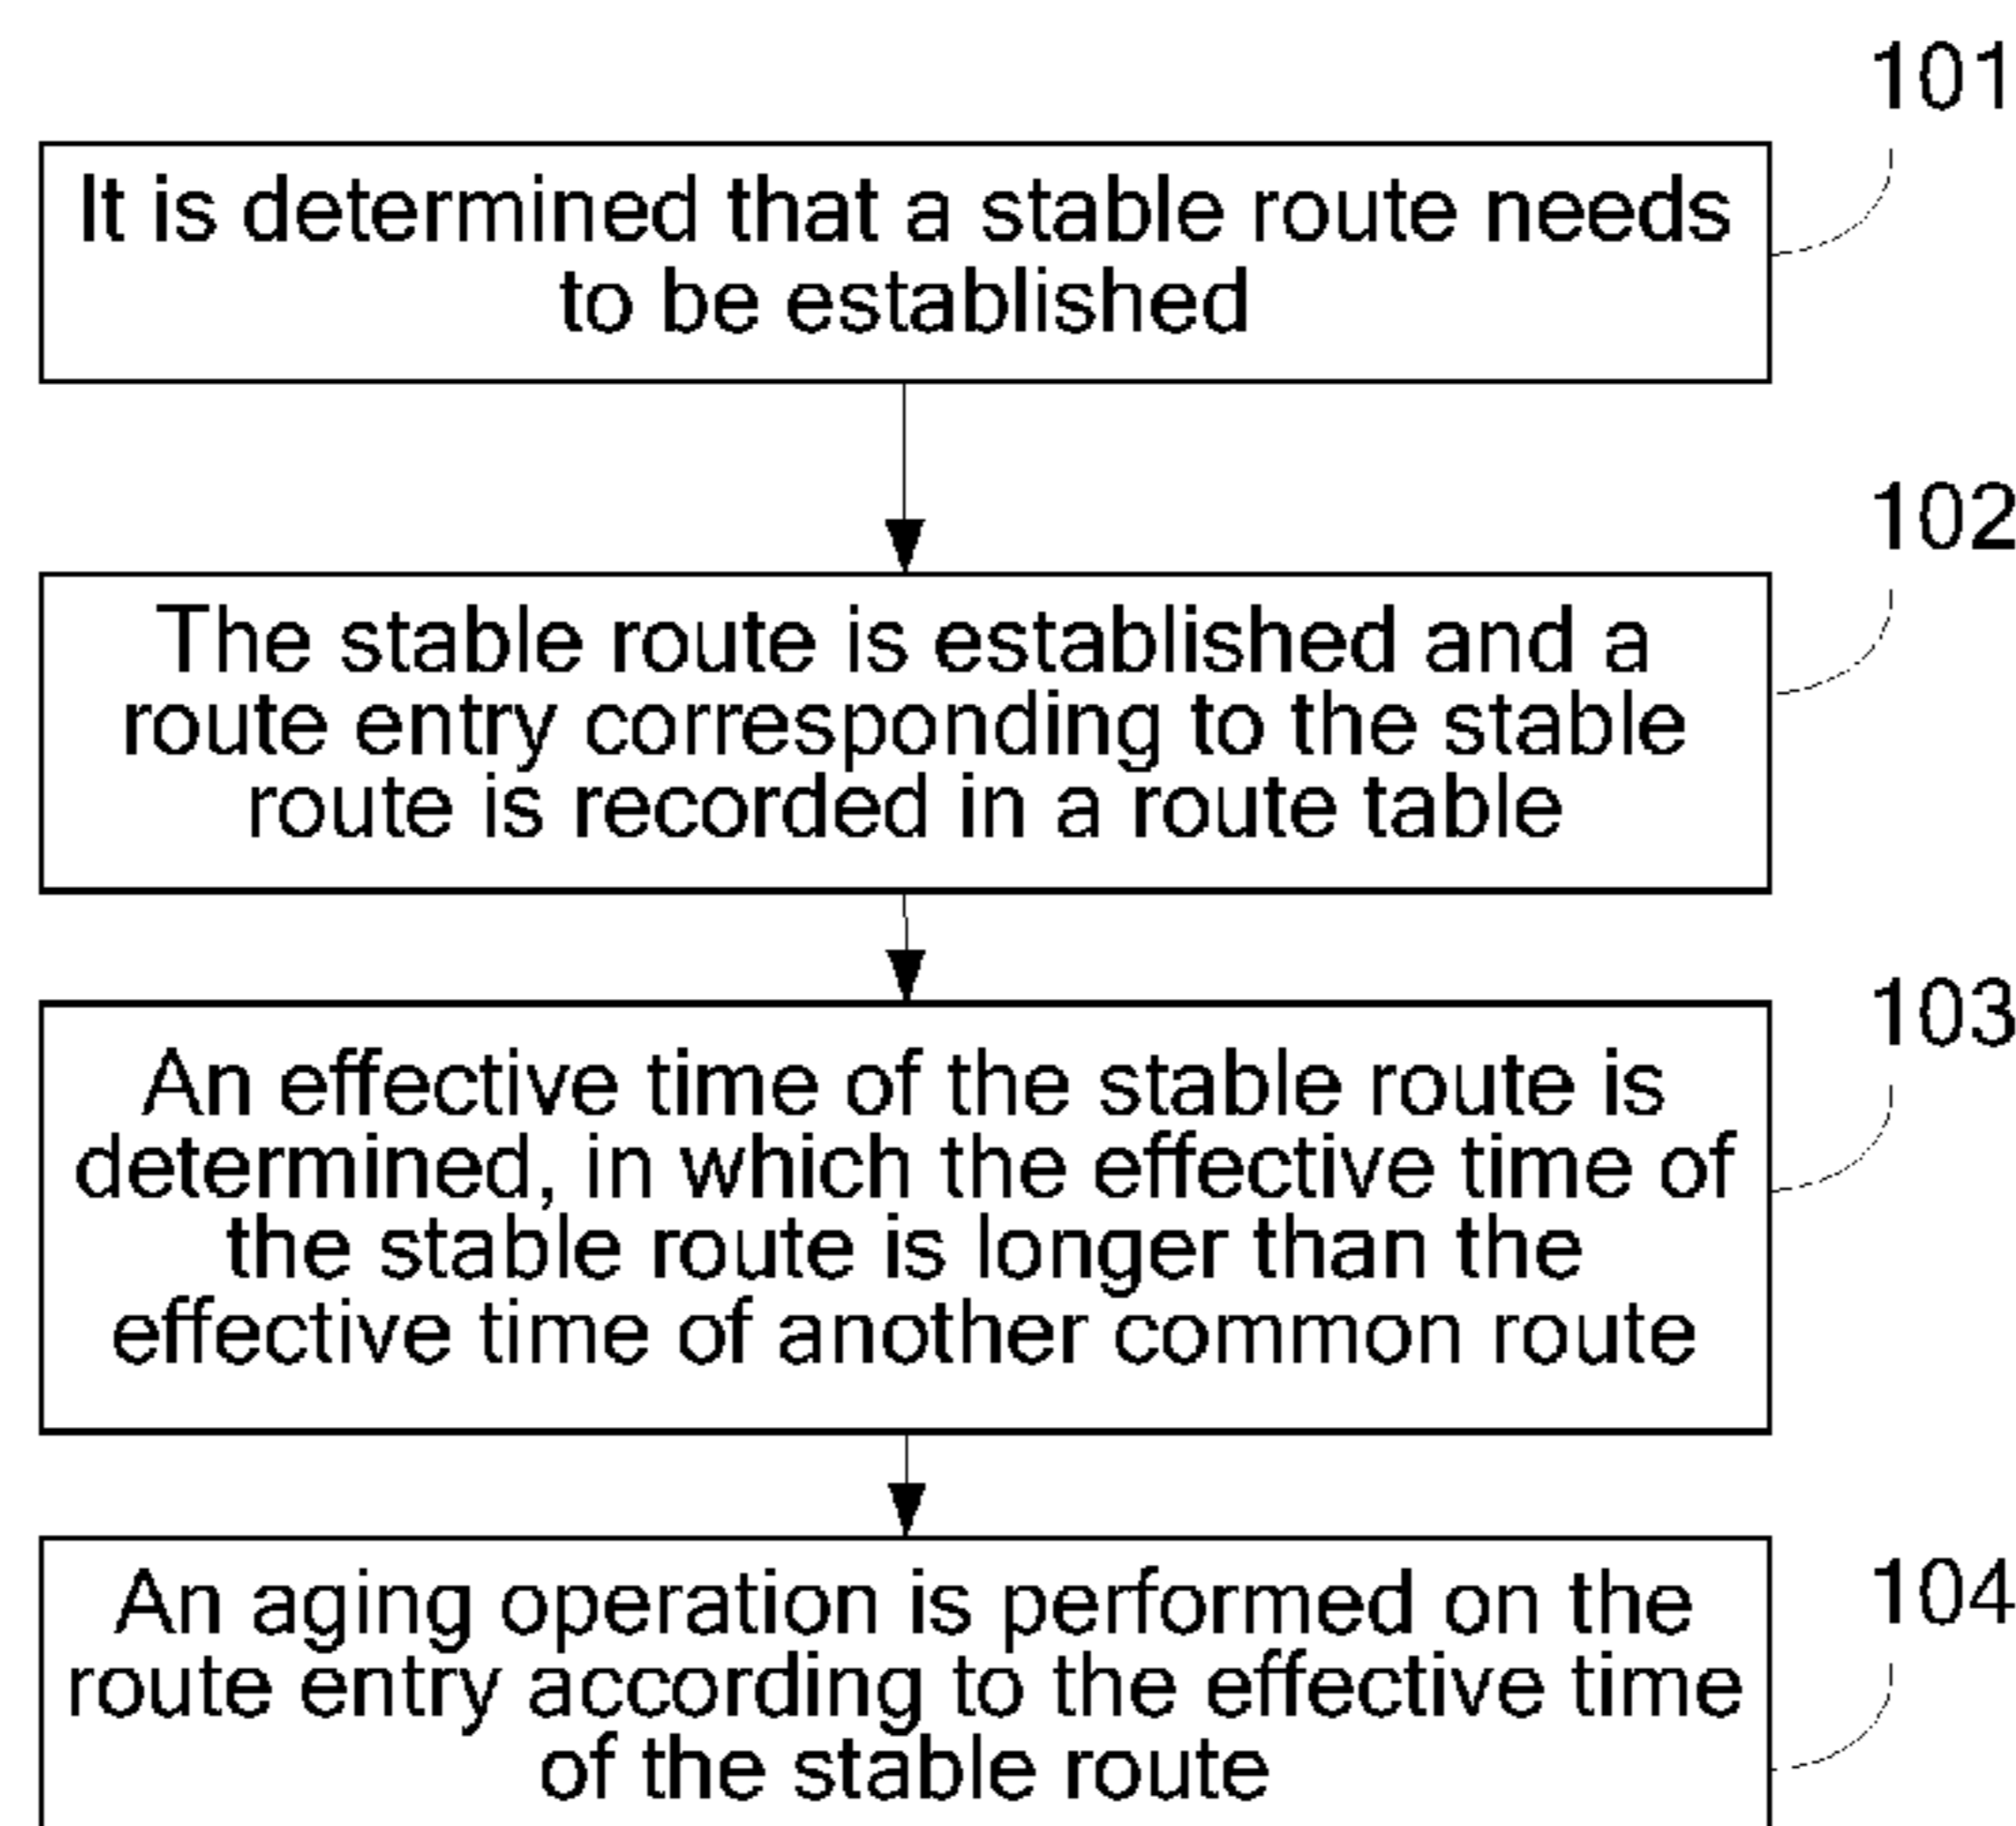 101
It is determined that a stable route needs
to be established
102
The stable route is established and a
route entry corresponding to the stable
route is recorded in a route table
103
An effective time of the stable route is
determined, in which the effective time of
the stable route is longer than the
effective time of another common route
104
An aging operation is performed on the
route entry according to the effective time
of the stable route